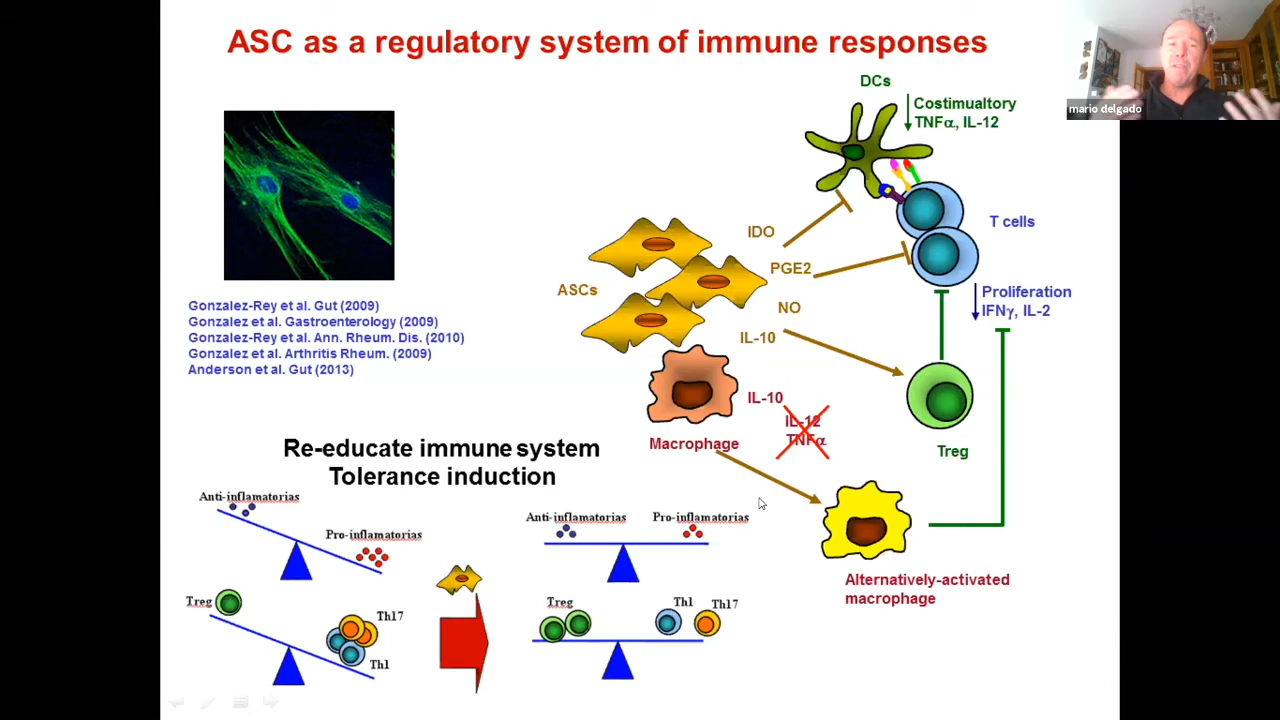 ASC as a regulatory system of immune responses
mario delgado
DCs
Costimualtory
TNFα, IL-12
T cells
IDO
PGE2
ASCs
NO
IL-10
Proliferation
IFNγ, IL-2
Gonzalez-Rey et al. Gut (2009)
Gonzalez et al. Gastroenterology (2009)
Gonzalez-Rey et al. Ann. Rheum. Dis. (2010)
Gonzalez et al. Arthritis Rheum. (2009)
Anderson et al. Gut (2013)
IL-10
IL-12
TNFα
Macrophage
Treg
Re-educate immune system
Tolerance induction
Anti-inflamatorias
Pro-inflamatorias
Anti-inflamatorias
Pro-inflamatorias
Treg
Th17
Th1
Treg
Th1
Th17
Alternatively-activated
macrophage